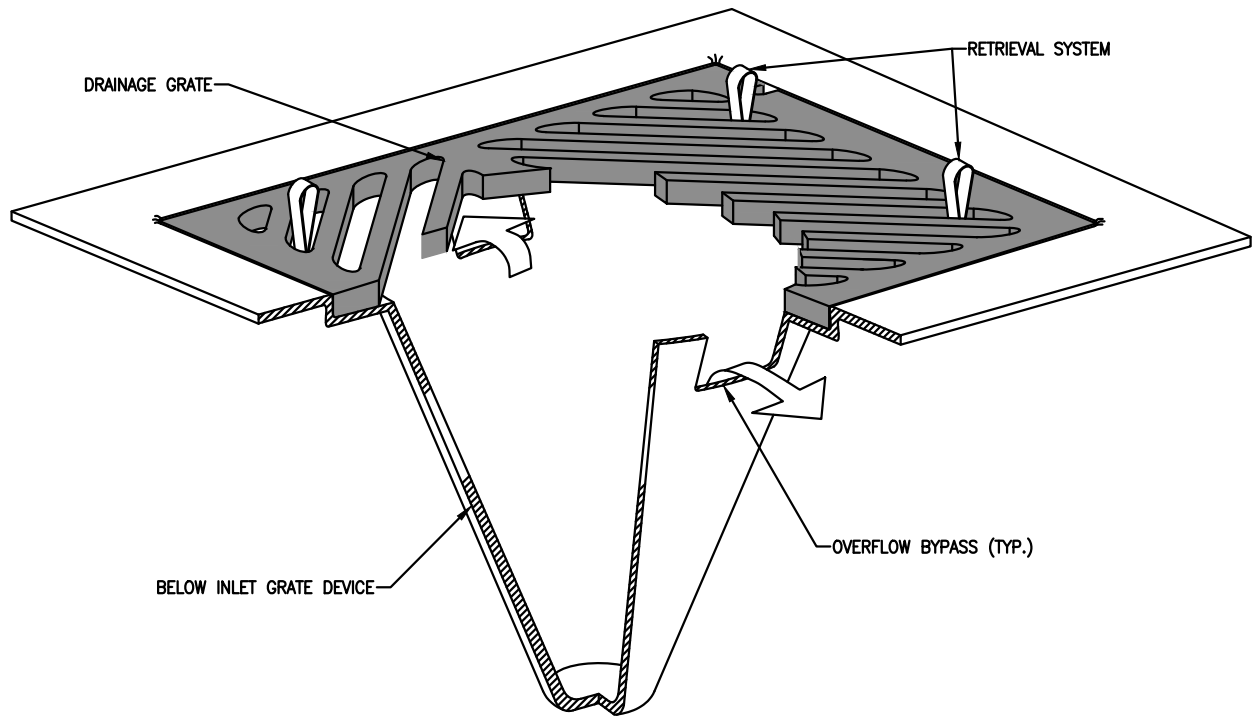 RETRIEVAL SYSTEM
DRAINAGE GRATE
OVERFLOW BYPASS (TYP.)
BELOW INLET GRATE DEVICE